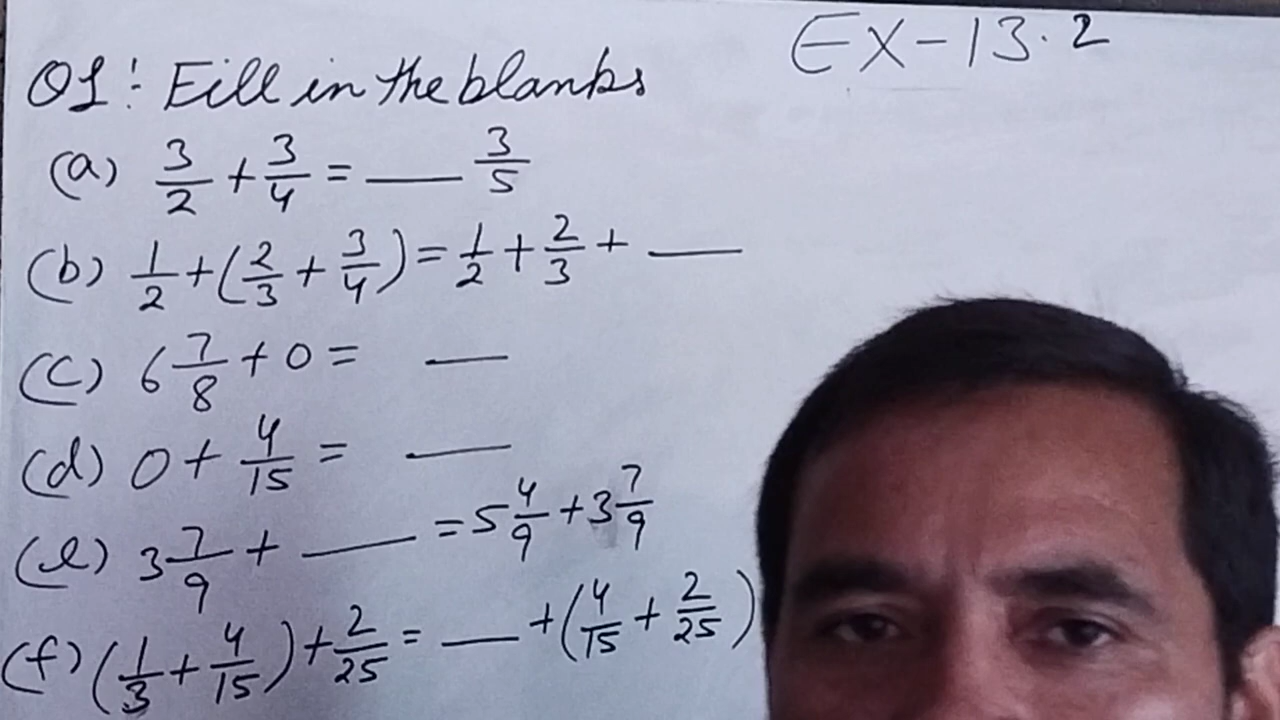 EX-13.2
Q1: Fill in the blanks
(a) 3/2 + 3/4 = ___ 3/5
(b) 1/2 + (2/3 + 3/4) = 1/2 + 2/3 + ___
(c) 6 7/8 + 0 = ___
(d) 0 + 4/15 = ___
(e) 3 7/9 + ___ = 5 4/9 + 3 7/9
(f) (1/3 + 4/15) + 2/25 = ___ + (4/15 + 2/25)